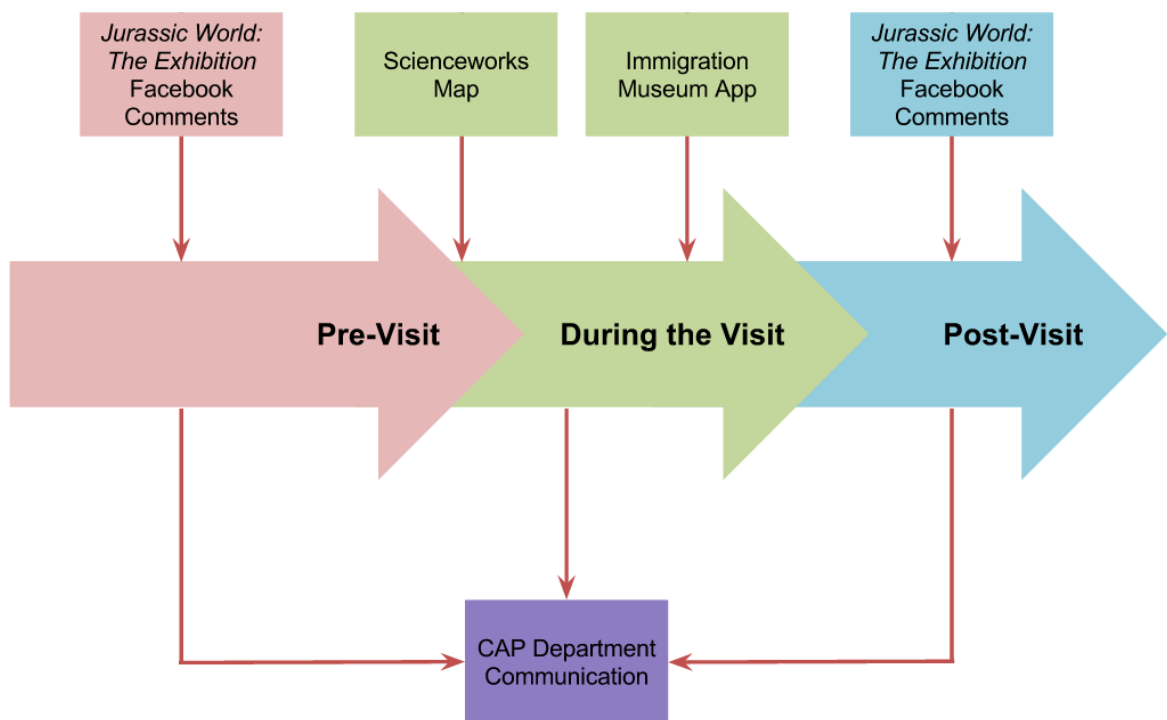 Jurassic World:
The Exhibition
Facebook
Comments
Scienceworks
Map
Immigration
Museum App
Jurassic World:
The Exhibition
Facebook
Comments
Pre-Visit
During the Visit
Post-Visit
CAP Department
Communication